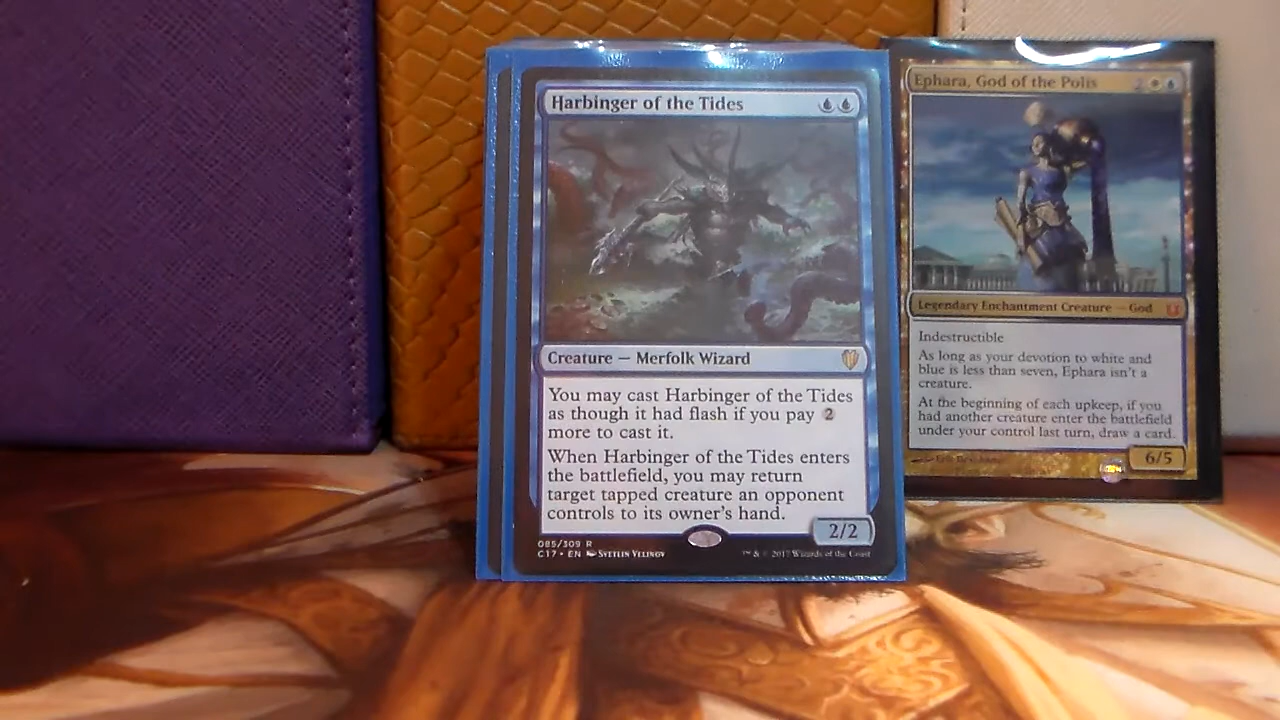 Harbinger of the Tides
Creature — Merfolk Wizard
You may cast Harbinger of the Tides
as though it had flash if you pay 2
more to cast it.
When Harbinger of the Tides enters
the battlefield, you may return
target tapped creature an opponent
controls to its owner's hand.
2/2
085/309 R
C17 • EN Svetlin Velinov
™ & © 2017 Wizards of the Coast
Ephara, God of the Polis
2
Legendary Enchantment Creature — God
Indestructible
As long as your devotion to white and
blue is less than seven, Ephara isn't a
creature.
At the beginning of each upkeep, if you
had another creature enter the battlefield
under your control last turn, draw a card.
6/5